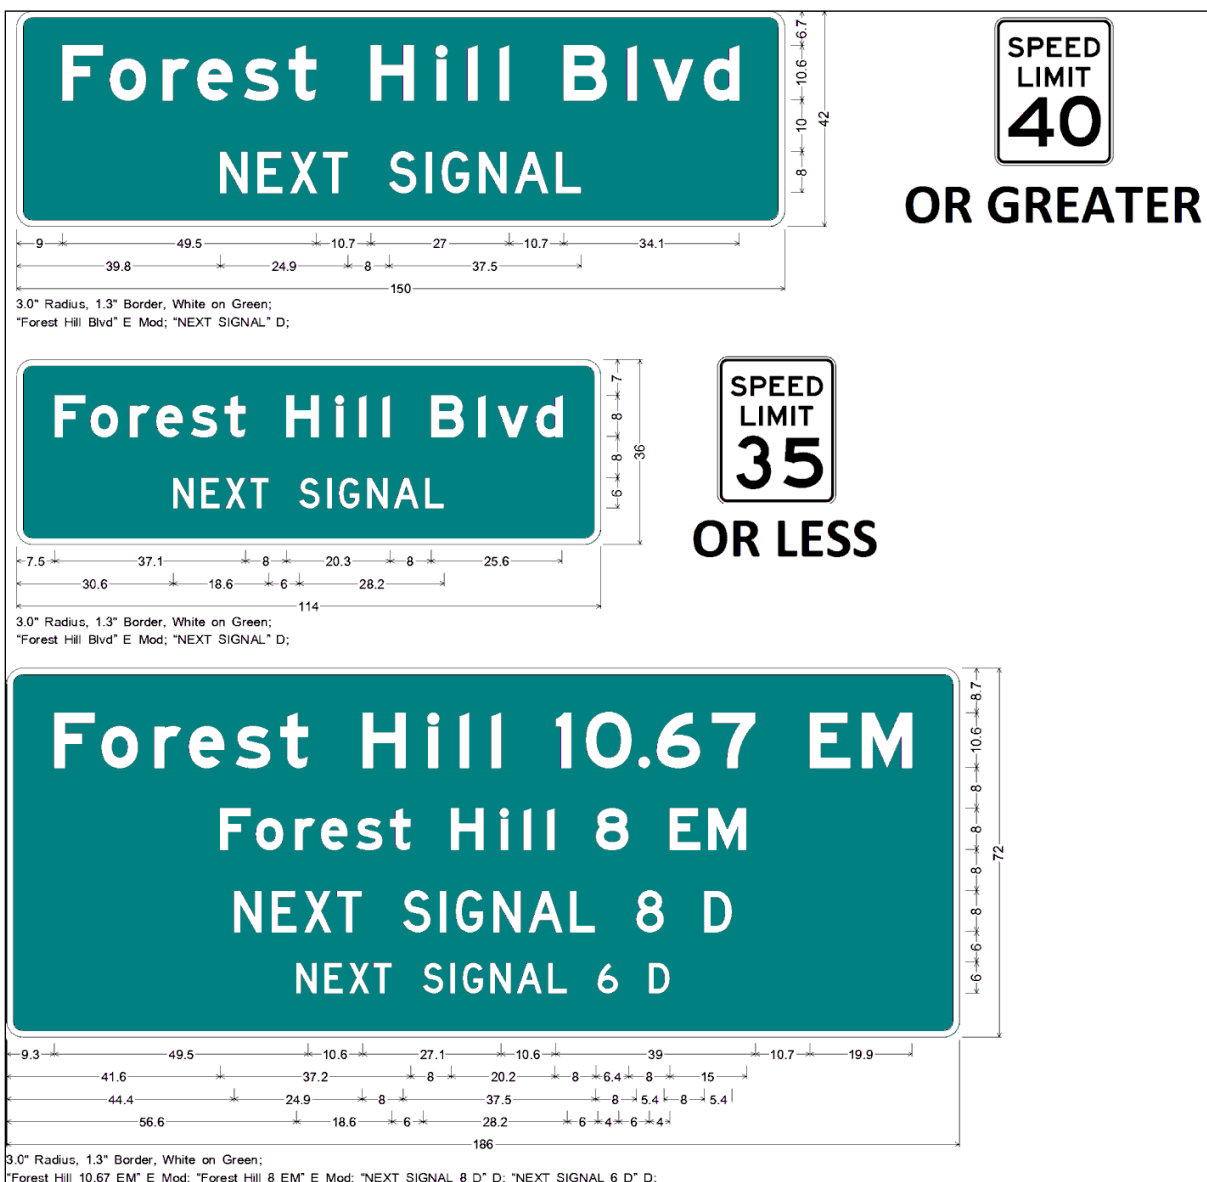 Forest Hill Blvd
NEXT SIGNAL
6.7
10.6
10
8
42
SPEED
LIMIT
40
OR GREATER
9 49.5 10.7 27 10.7 34.1
39.8 24.9 8 37.5
150
3.0" Radius, 1.3" Border, White on Green;
"Forest Hill Blvd" E Mod; "NEXT SIGNAL" D;
Forest Hill Blvd
NEXT SIGNAL
7
8
8
6
36
SPEED
LIMIT
35
OR LESS
7.5 37.1 8 20.3 8 25.6
30.6 18.6 6 28.2
114
3.0" Radius, 1.3" Border, White on Green;
"Forest Hill Blvd" E Mod; "NEXT SIGNAL" D;
Forest Hill 10.67 EM
Forest Hill 8 EM
NEXT SIGNAL 8 D
NEXT SIGNAL 6 D
8.7
10.6
8
8
8
8
6
6
72
9.3 49.5 10.6 27.1 10.6 39 10.7 19.9
41.6 37.2 8 20.2 8 6.4 8 15
44.4 24.9 8 37.5 8 5.4 8 5.4
56.6 18.6 6 28.2 6 4 6 4
186
3.0" Radius, 1.3" Border, White on Green;
"Forest Hill 10.67 EM" E Mod; "Forest Hill 8 EM" E Mod; "NEXT SIGNAL 8 D" D; "NEXT SIGNAL 6 D" D;